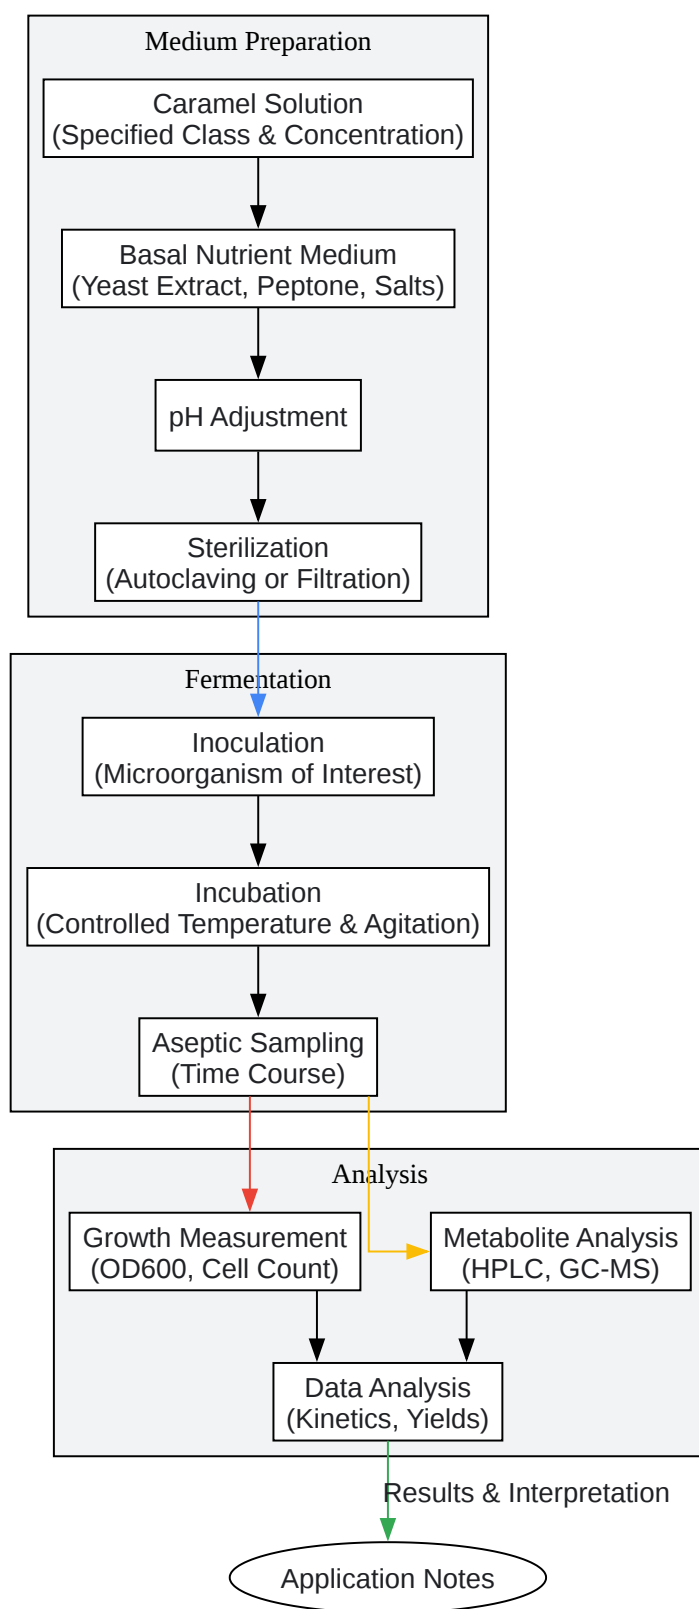 Medium Preparation
Caramel Solution
(Specified Class & Concentration)
Basal Nutrient Medium
(Yeast Extract, Peptone, Salts)
pH Adjustment
Sterilization
(Autoclaving or Filtration)
Fermentation
Inoculation
(Microorganism of Interest)
Incubation
(Controlled Temperature & Agitation)
Aseptic Sampling
(Time Course)
Analysis
Growth Measurement
(OD600, Cell Count)
Metabolite Analysis
(HPLC, GC-MS)
Data Analysis
(Kinetics, Yields)
Results & Interpretation
Application Notes